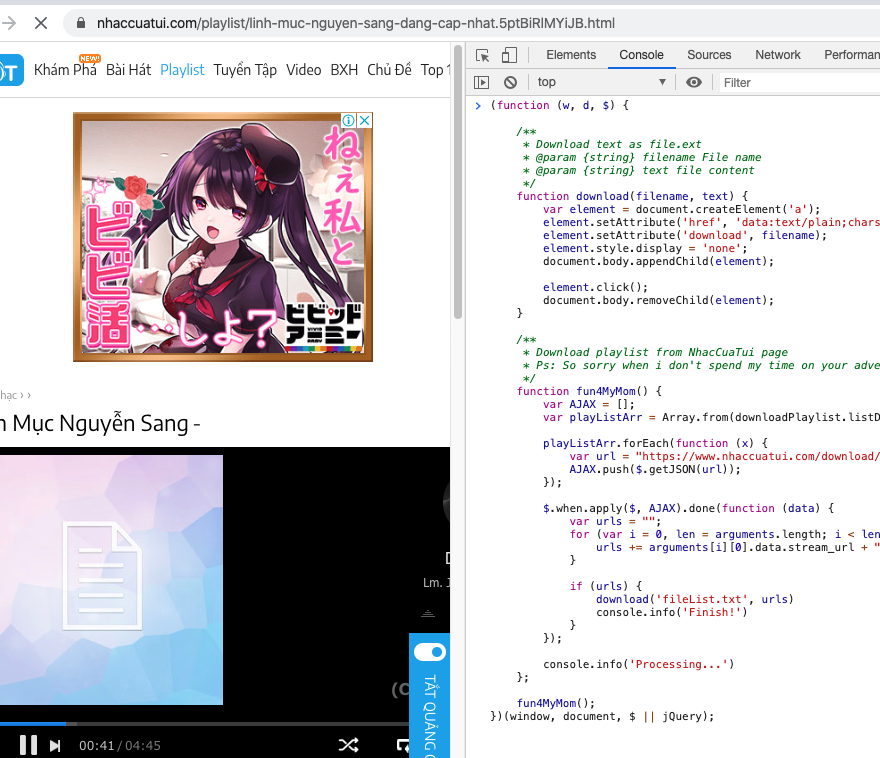 nhaccuatui.com/playlist/linh-muc-nguyen-sang-dang-cap-nhat.5ptBiRlMYiJB.html
NEW!
Khám Phá Bài Hát Playlist Tuyển Tập Video BXH Chủ Đề Top 1
ねぇ私と
ビビ活
…しよ?
ビビッド
アーミー
VIVID ARMY
Mục Nguyễn Sang -
Lm.
TẮT QUẢNG
00:41 / 04:45
Elements Console Sources Network Performan
top Filter
(function (w, d, $) {
/**
* Download text as file.ext
* @param {string} filename File name
* @param {string} text file content
*/
function download(filename, text) {
var element = document.createElement('a');
element.setAttribute('href', 'data:text/plain;chars
element.setAttribute('download', filename);
element.style.display = 'none';
document.body.appendChild(element);
element.click();
document.body.removeChild(element);
}
/**
* Download playlist from NhacCuaTui page
* Ps: So sorry when i don't spend my time on your adve
*/
function fun4MyMom() {
var AJAX = [];
var playListArr = Array.from(downloadPlaylist.listD
playListArr.forEach(function (x) {
var url = "https://www.nhaccuatui.com/download/
AJAX.push($.getJSON(url));
});
$.when.apply($, AJAX).done(function (data) {
var urls = "";
for (var i = 0, len = arguments.length; i < len
urls += arguments[i][0].data.stream_url + "
}
if (urls) {
download('fileList.txt', urls)
console.info('Finish!')
}
});
console.info('Processing...')
};
fun4MyMom();
})(window, document, $ || jQuery);